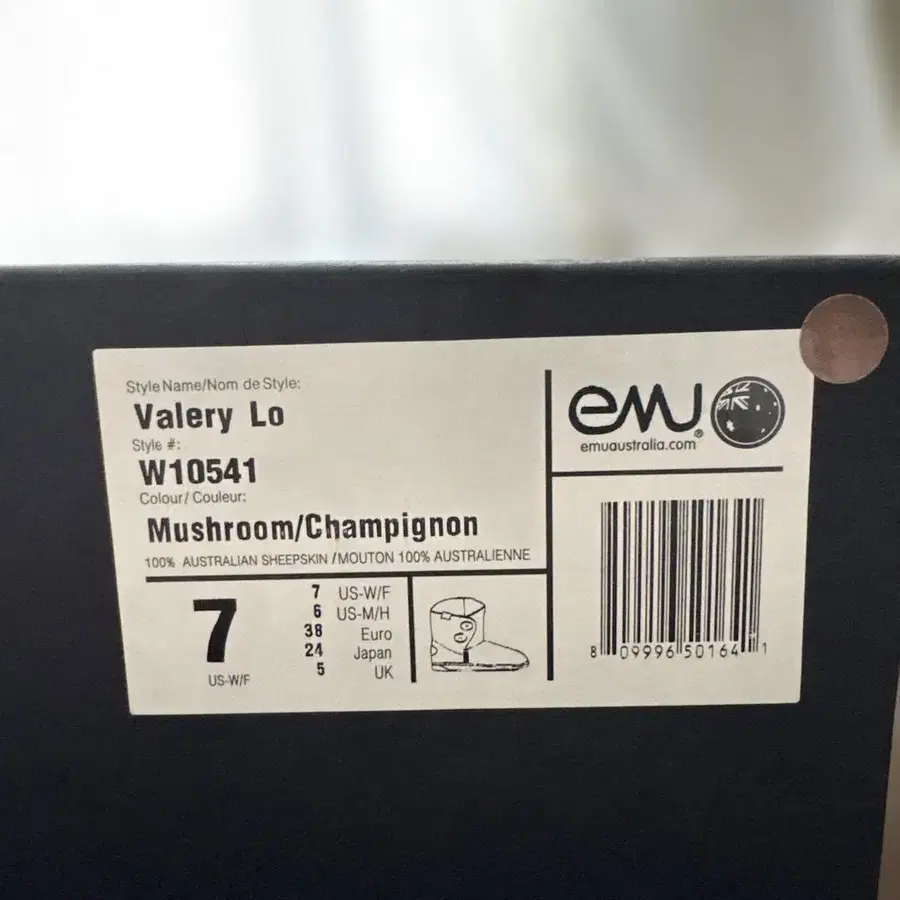 Style Name/Nom de Style:
Valery Lo
Style #:
W10541
Colour/Couleur:
Mushroom/Champignon
100% AUSTRALIAN SHEEPSKIN/MOUTON 100% AUSTRALIENNE
7
US-W/F
7 US-W/F
6 US-M/H
38 Euro
24 Japan
5 UK
emu®
emuaustralia.com
8 09996 50164 1